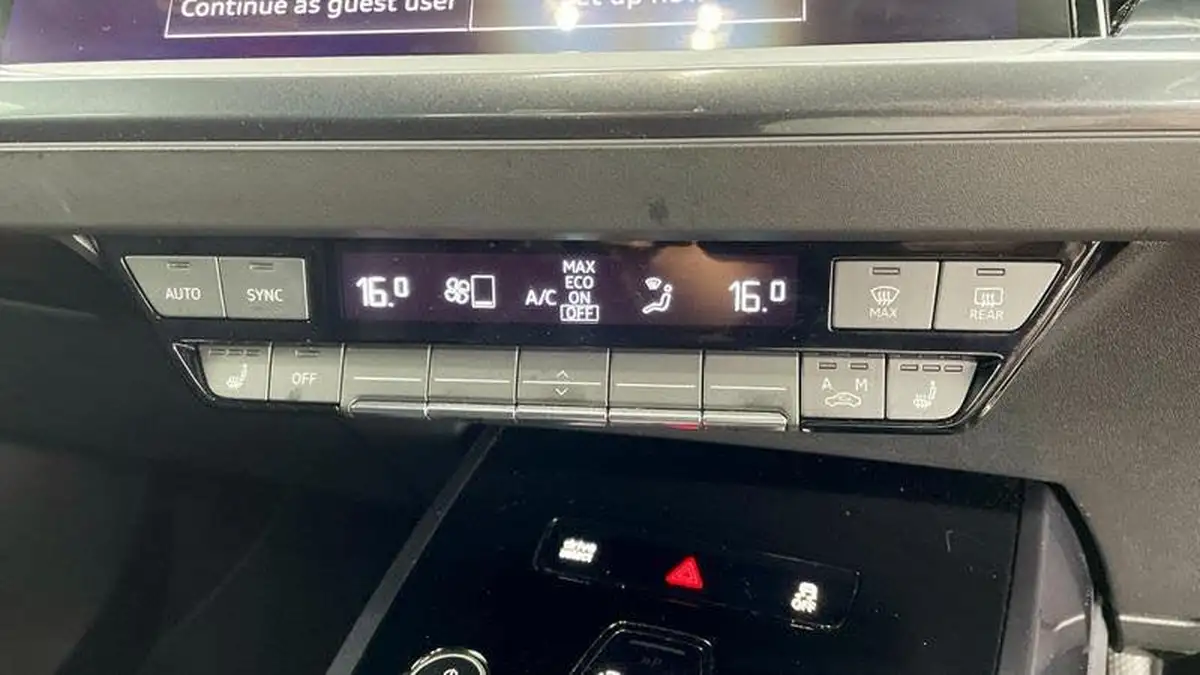 Continue as guest user
AUTO
SYNC
16.0
A/C
MAX
ECO
ON
OFF
16.0
MAX
REAR
OFF
A M
OFF